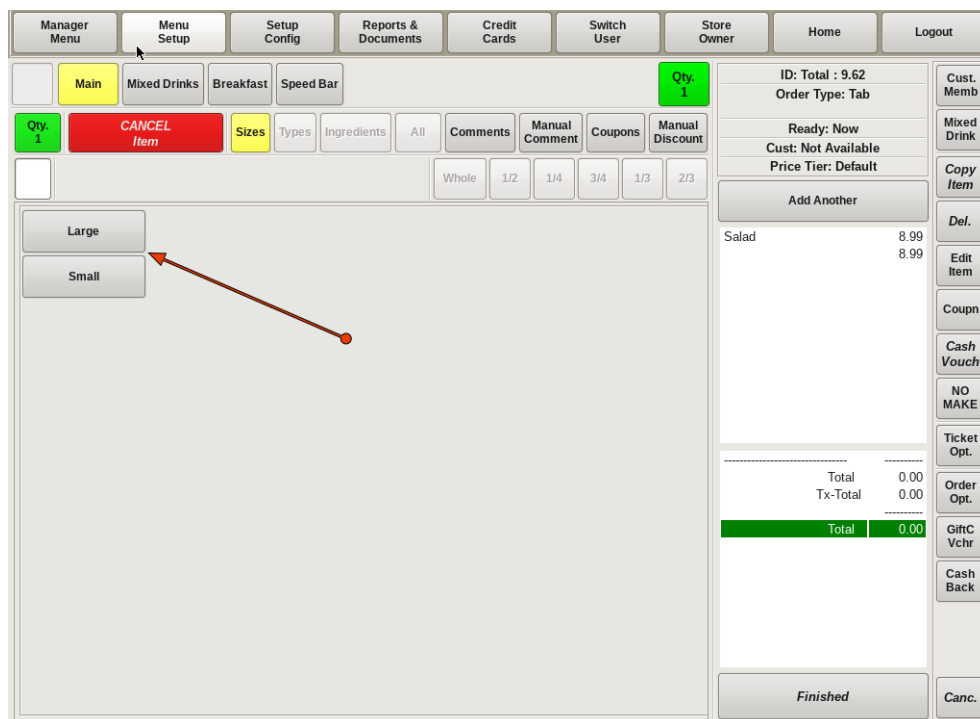 Manager Menu
Menu Setup
Setup Config
Reports & Documents
Credit Cards
Switch User
Store Owner
Home
Logout
Main
Mixed Drinks
Breakfast
Speed Bar
Qty. 1
Qty. 1
CANCEL Item
Sizes
Types
Ingredients
All
Comments
Manual Comment
Coupons
Manual Discount
Whole
1/2
1/4
3/4
1/3
2/3
Large
Small
ID: Total : 9.62
Order Type: Tab
Ready: Now
Cust: Not Available
Price Tier: Default
Add Another
Salad 8.99
8.99
-------------------------------- ----------
Total 0.00
Tx-Total 0.00
----------
Total 0.00
Finished
Cust. Memb
Mixed Drink
Copy Item
Del.
Edit Item
Coupn
Cash Vouch
NO MAKE
Ticket Opt.
Order Opt.
GiftC Vchr
Cash Back
Canc.